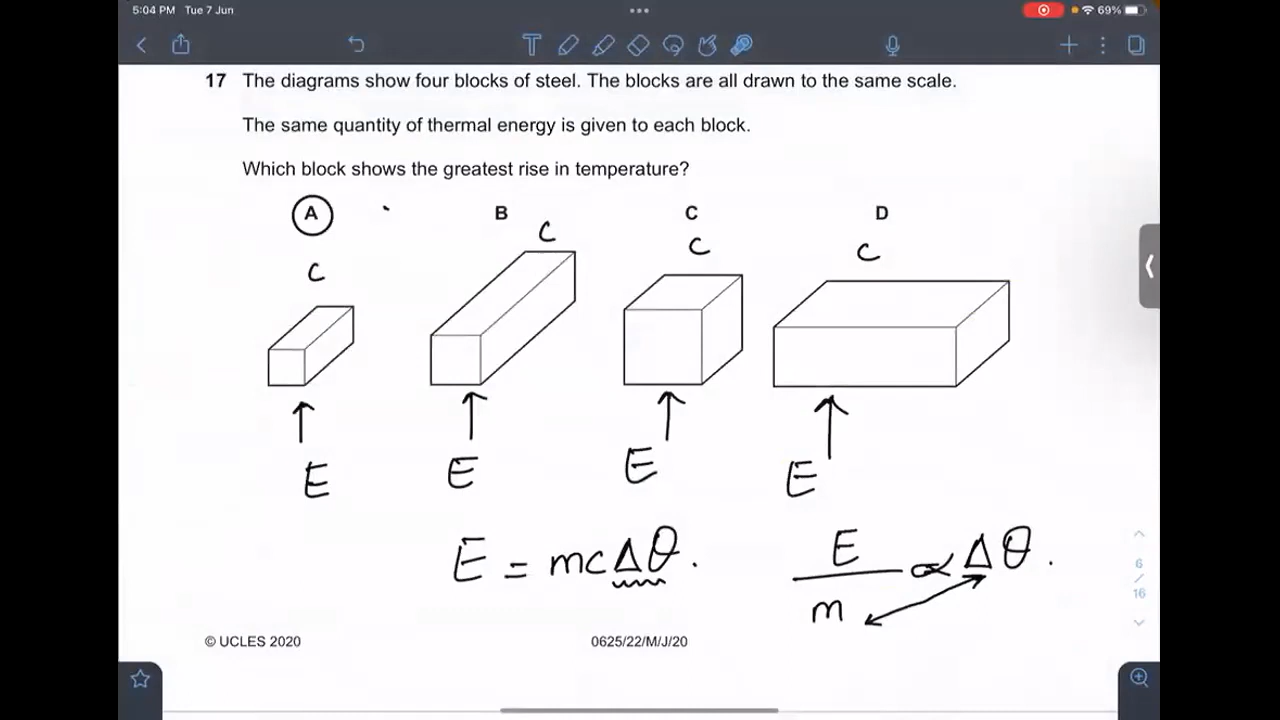 5:04 PM Tue 7 Jun
69%
17 The diagrams show four blocks of steel. The blocks are all drawn to the same scale.
The same quantity of thermal energy is given to each block.
Which block shows the greatest rise in temperature?
A B C D
C C C C
E E E E
E = mcΔθ.
E/m ∝ Δθ.
6
/
16
© UCLES 2020 0625/22/M/J/20